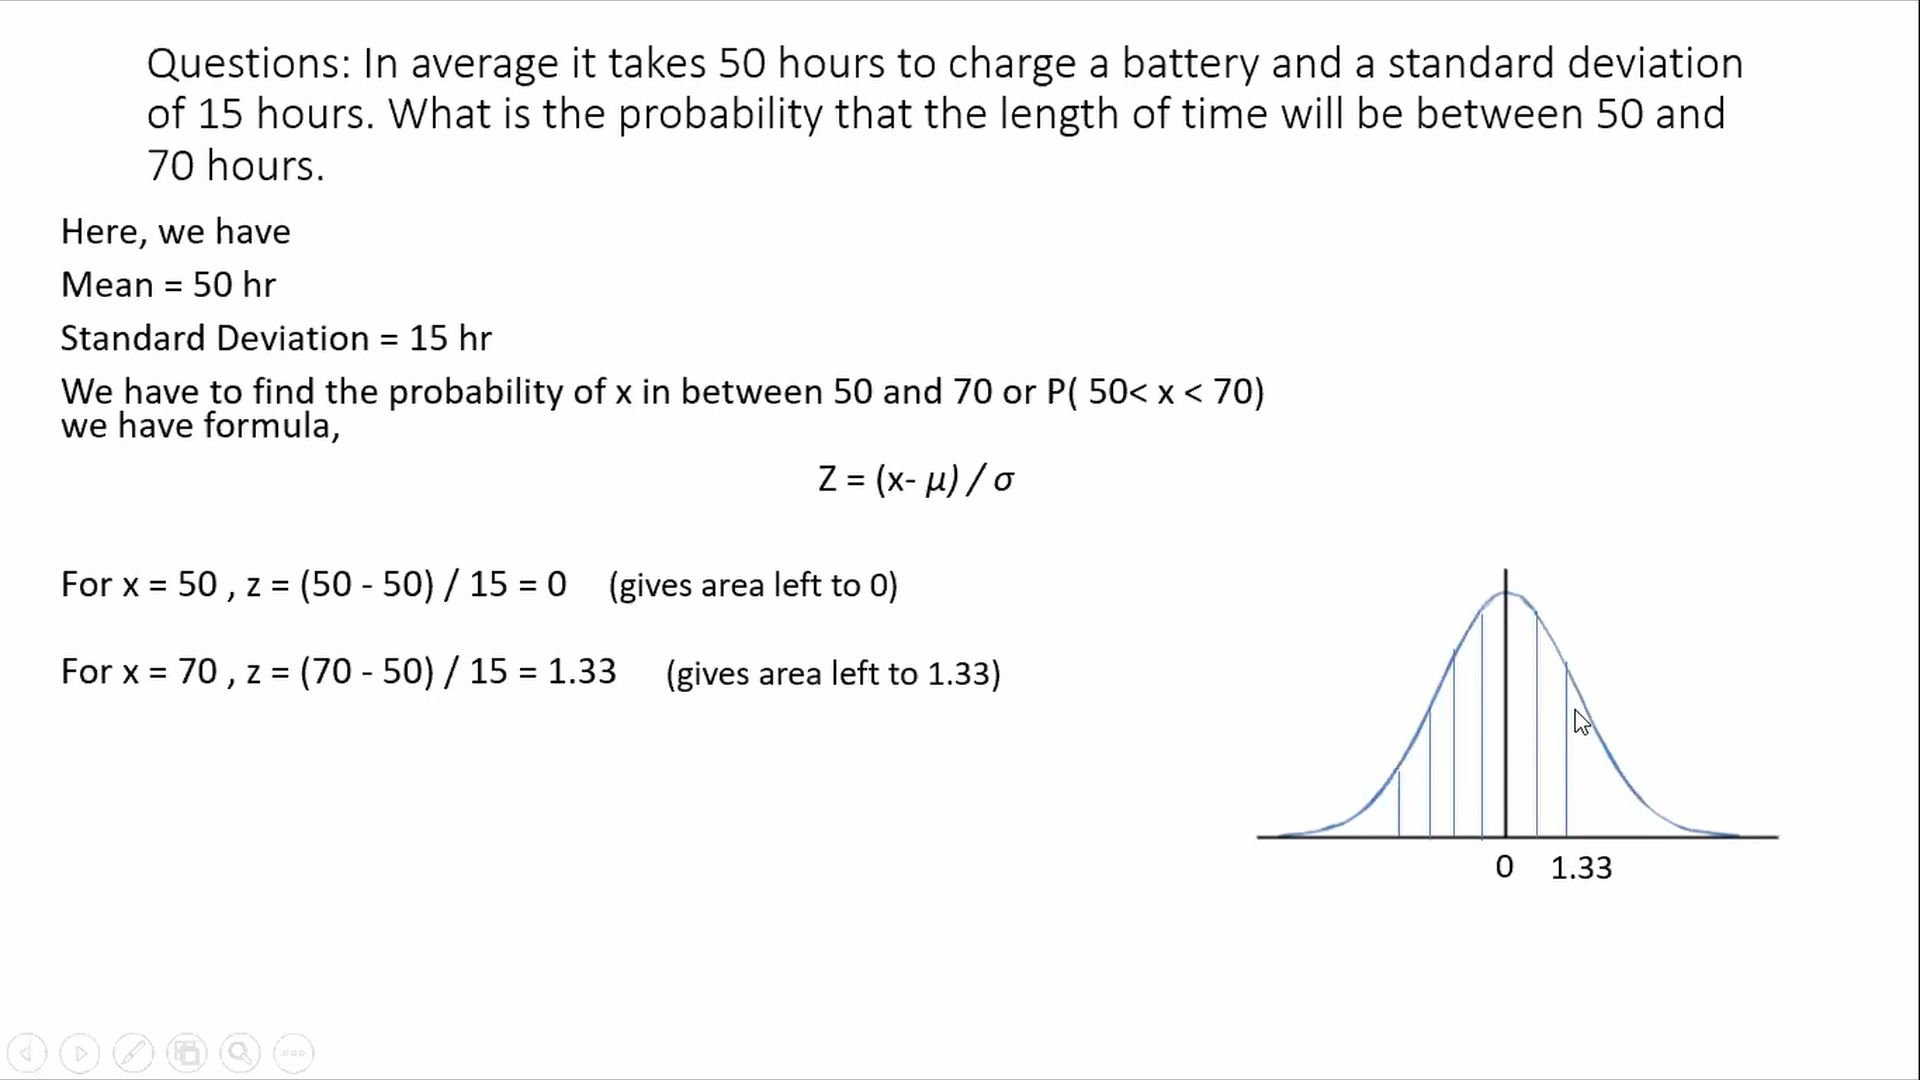 Questions: In average it takes 50 hours to charge a battery and a standard deviation
of 15 hours. What is the probability that the length of time will be between 50 and
70 hours.
Here, we have
Mean = 50 hr
Standard Deviation = 15 hr
We have to find the probability of x in between 50 and 70 or P( 50< x < 70)
we have formula,
Z = (x- μ) / σ
For x = 50 , z = (50 - 50) / 15 = 0 (gives area left to 0)
For x = 70 , z = (70 - 50) / 15 = 1.33 (gives area left to 1.33)
0 1.33